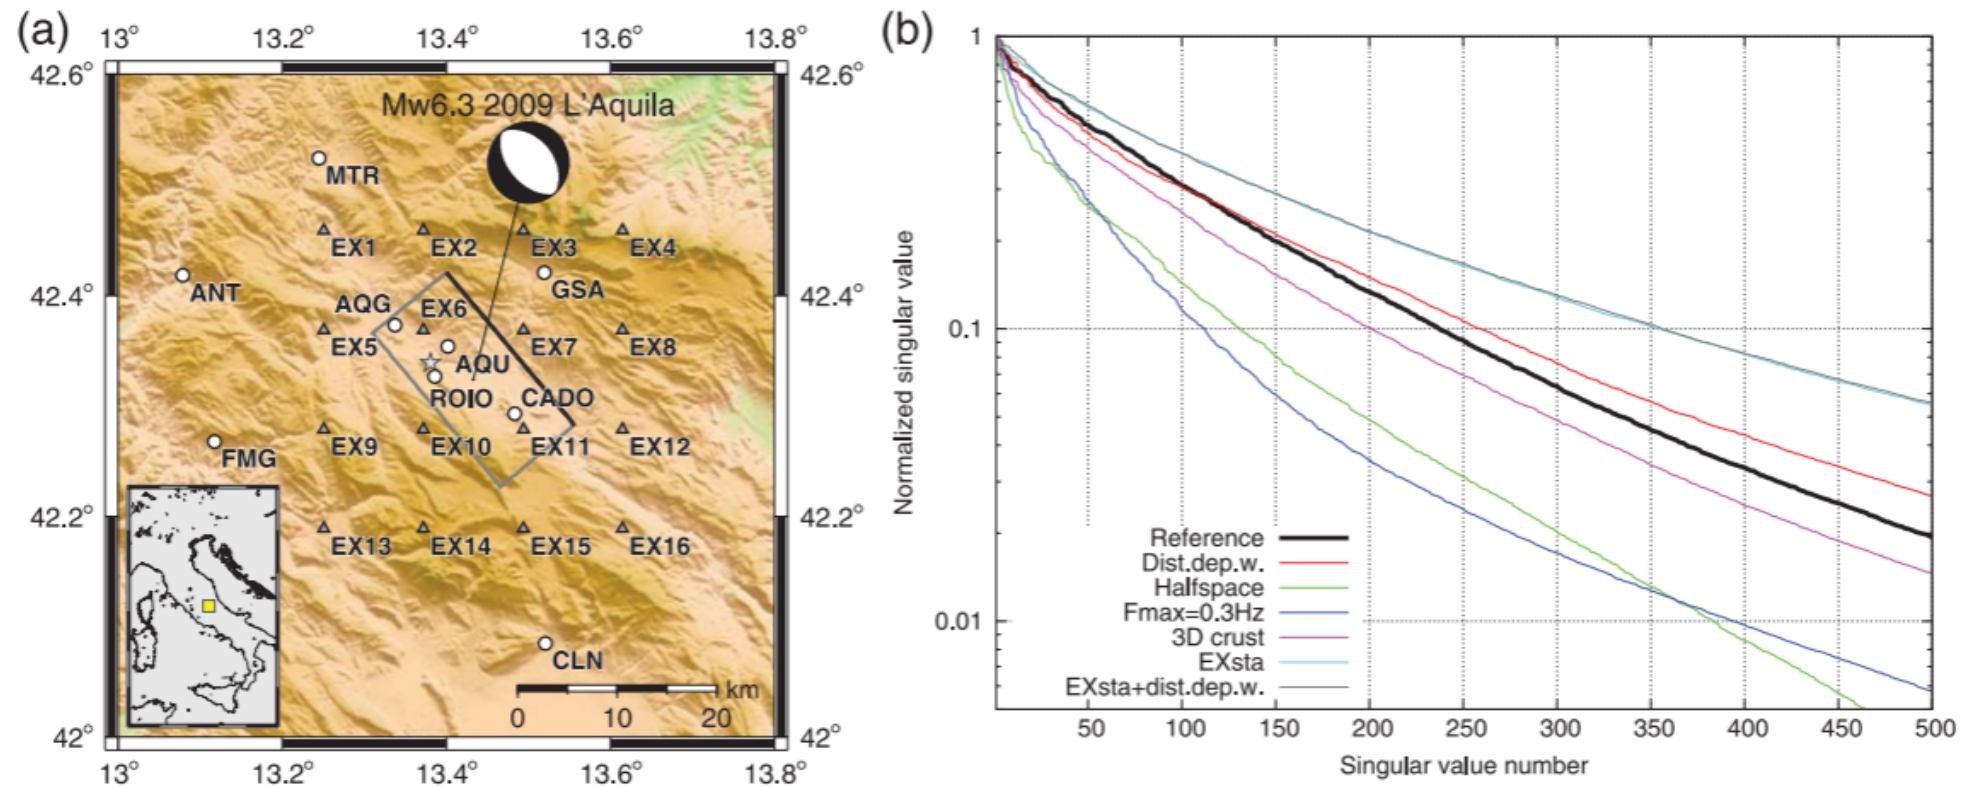 (a)
13° 13.2° 13.4° 13.6° 13.8°
42.6° 42.6°
Mw6.3 2009 L'Aquila
MTR
EX1 EX2 EX3 EX4
ANT GSA
42.4° 42.4°
AQG EX6
EX5 EX7 EX8
AQU
ROIO CADO
EX9 EX10 EX11 EX12
FMG
42.2° 42.2°
EX13 EX14 EX15 EX16
CLN
km
0 10 20
42° 42°
13° 13.2° 13.4° 13.6° 13.8°
(b)
1
0.1
0.01
Normalized singular value
Reference
Dist.dep.w.
Halfspace
Fmax=0.3Hz
3D crust
EXsta
EXsta+dist.dep.w.
50 100 150 200 250 300 350 400 450 500
Singular value number